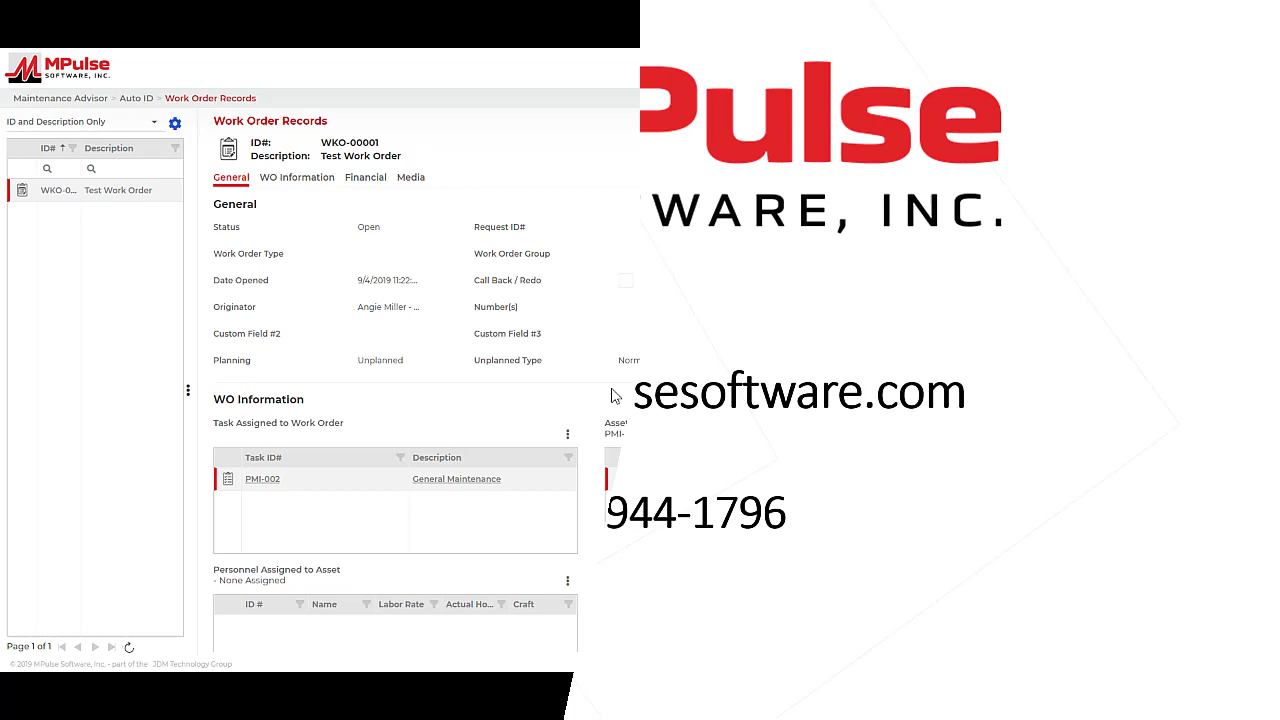 MPulse
SOFTWARE, INC.
Maintenance Advisor > Auto ID > Work Order Records
ID and Description Only
ID# Description
WKO-0... Test Work Order
Page 1 of 1
Work Order Records
ID#: WKO-00001
Description: Test Work Order
General WO Information Financial Media
General
Status Open Request ID#
Work Order Type Work Order Group
Date Opened 9/4/2019 11:22:... Call Back / Redo
Originator Angie Miller - ... Number(s)
Custom Field #2 Custom Field #3
Planning Unplanned Unplanned Type Norm
WO Information
Task Assigned to Work Order
Asset
PMI-
Task ID# Description
PMI-002 General Maintenance
Personnel Assigned to Asset
- None Assigned
ID # Name Labor Rate Actual Ho... Craft
© 2019 MPulse Software, Inc. - part of the JDM Technology Group
Pulse
WARE, INC.
sesoftware.com
944-1796